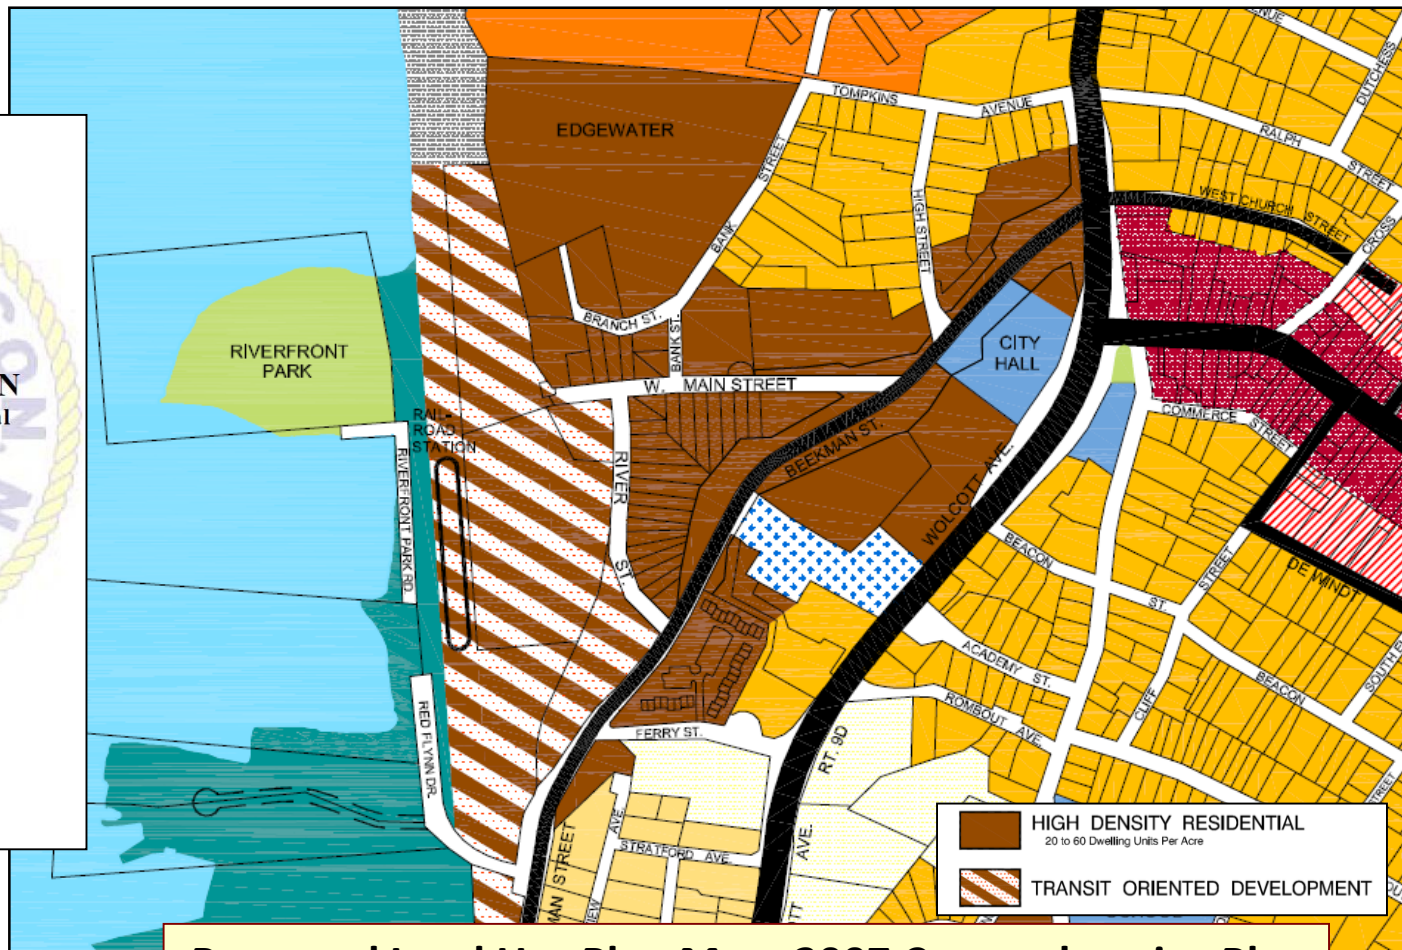 TOMPKINS AVENUE
DUTCHESS
RALPH STREET
EDGEWATER
BANK STREET
HIGH STREET
WEST CHURCH STREET
CROSS
BRANCH ST.
BANK ST.
RIVERFRONT
PARK
CITY
HALL
W. MAIN STREET
COMMERCE STREET
RAIL-
ROAD
STATION
RIVERFRONT PARK RD.
RIVER ST.
BEEKMAN ST.
WOLCOTT AVE.
BEACON ST.
STREET
DE WINDT
ACADEMY ST.
BEACON
ROMBOUT AVE.
CLIFF
RED FLYNN DR.
FERRY ST.
RT. 9D
AVE.
STRATFORD AVE.
AVE.
STREET
HIGH DENSITY RESIDENTIAL
20 to 60 Dwelling Units Per Acre
TRANSIT ORIENTED DEVELOPMENT